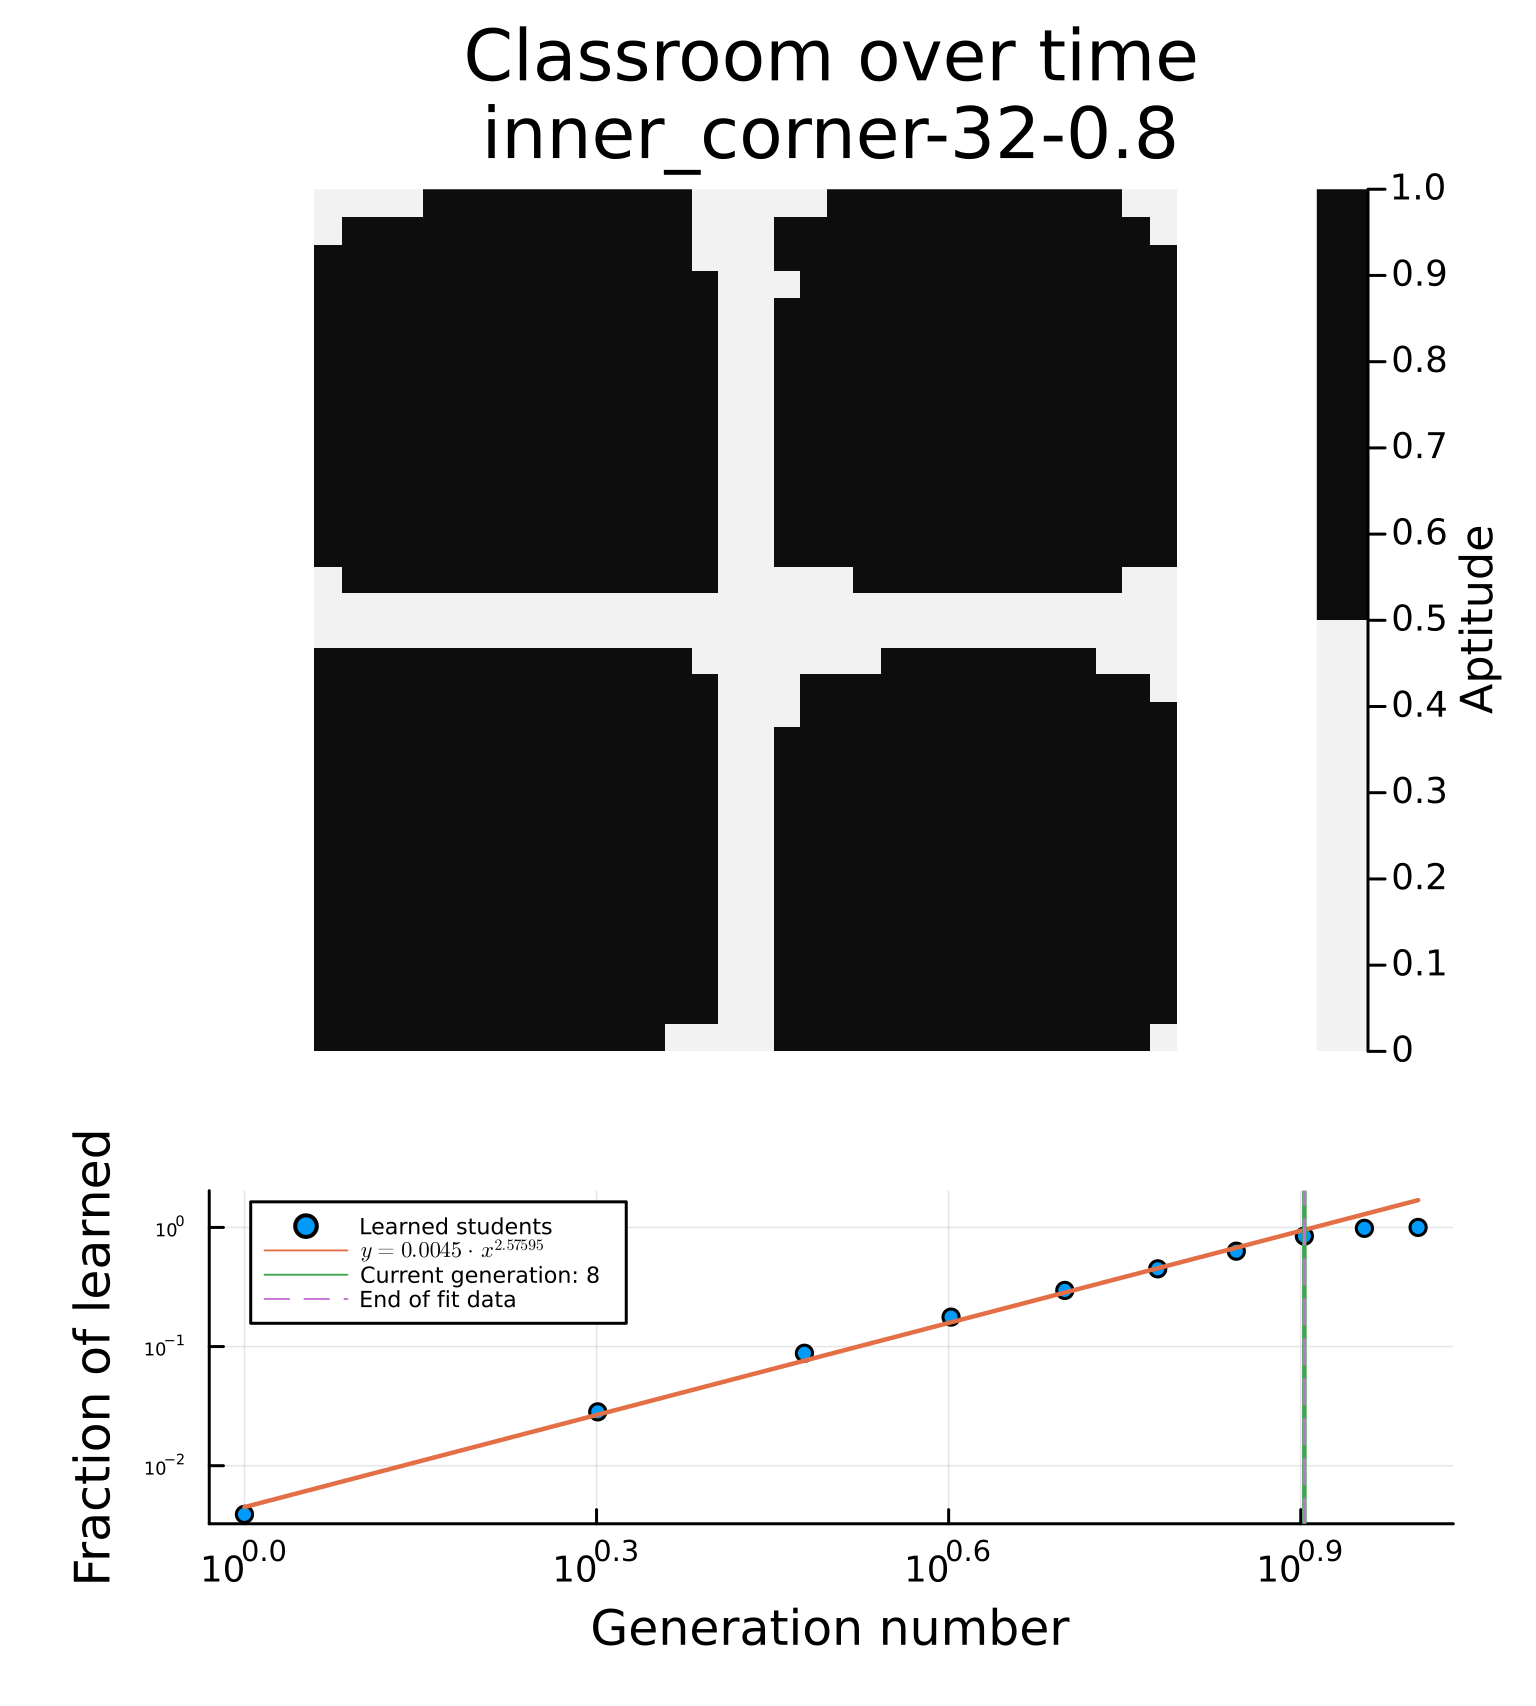 Classroom over time
inner_corner-32-0.8
1.0
0.9
0.8
0.7
0.6
0.5
0.4
0.3
0.2
0.1
0
Aptitude
Fraction of learned
10⁰
10⁻¹
10⁻²
Learned students
y = 0.0045 · x^2.57595
Current generation: 8
End of fit data
10^0.0 10^0.3 10^0.6 10^0.9
Generation number